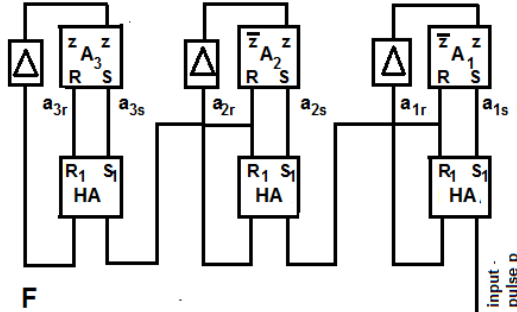 z z z̅ z z̅ z
A3 A2 A1
R S R S R S
a3r a3s a2r a2s a1r a1s
R1 S1 R1 S1 R1 S1
HA HA HA
F
input
pulse p